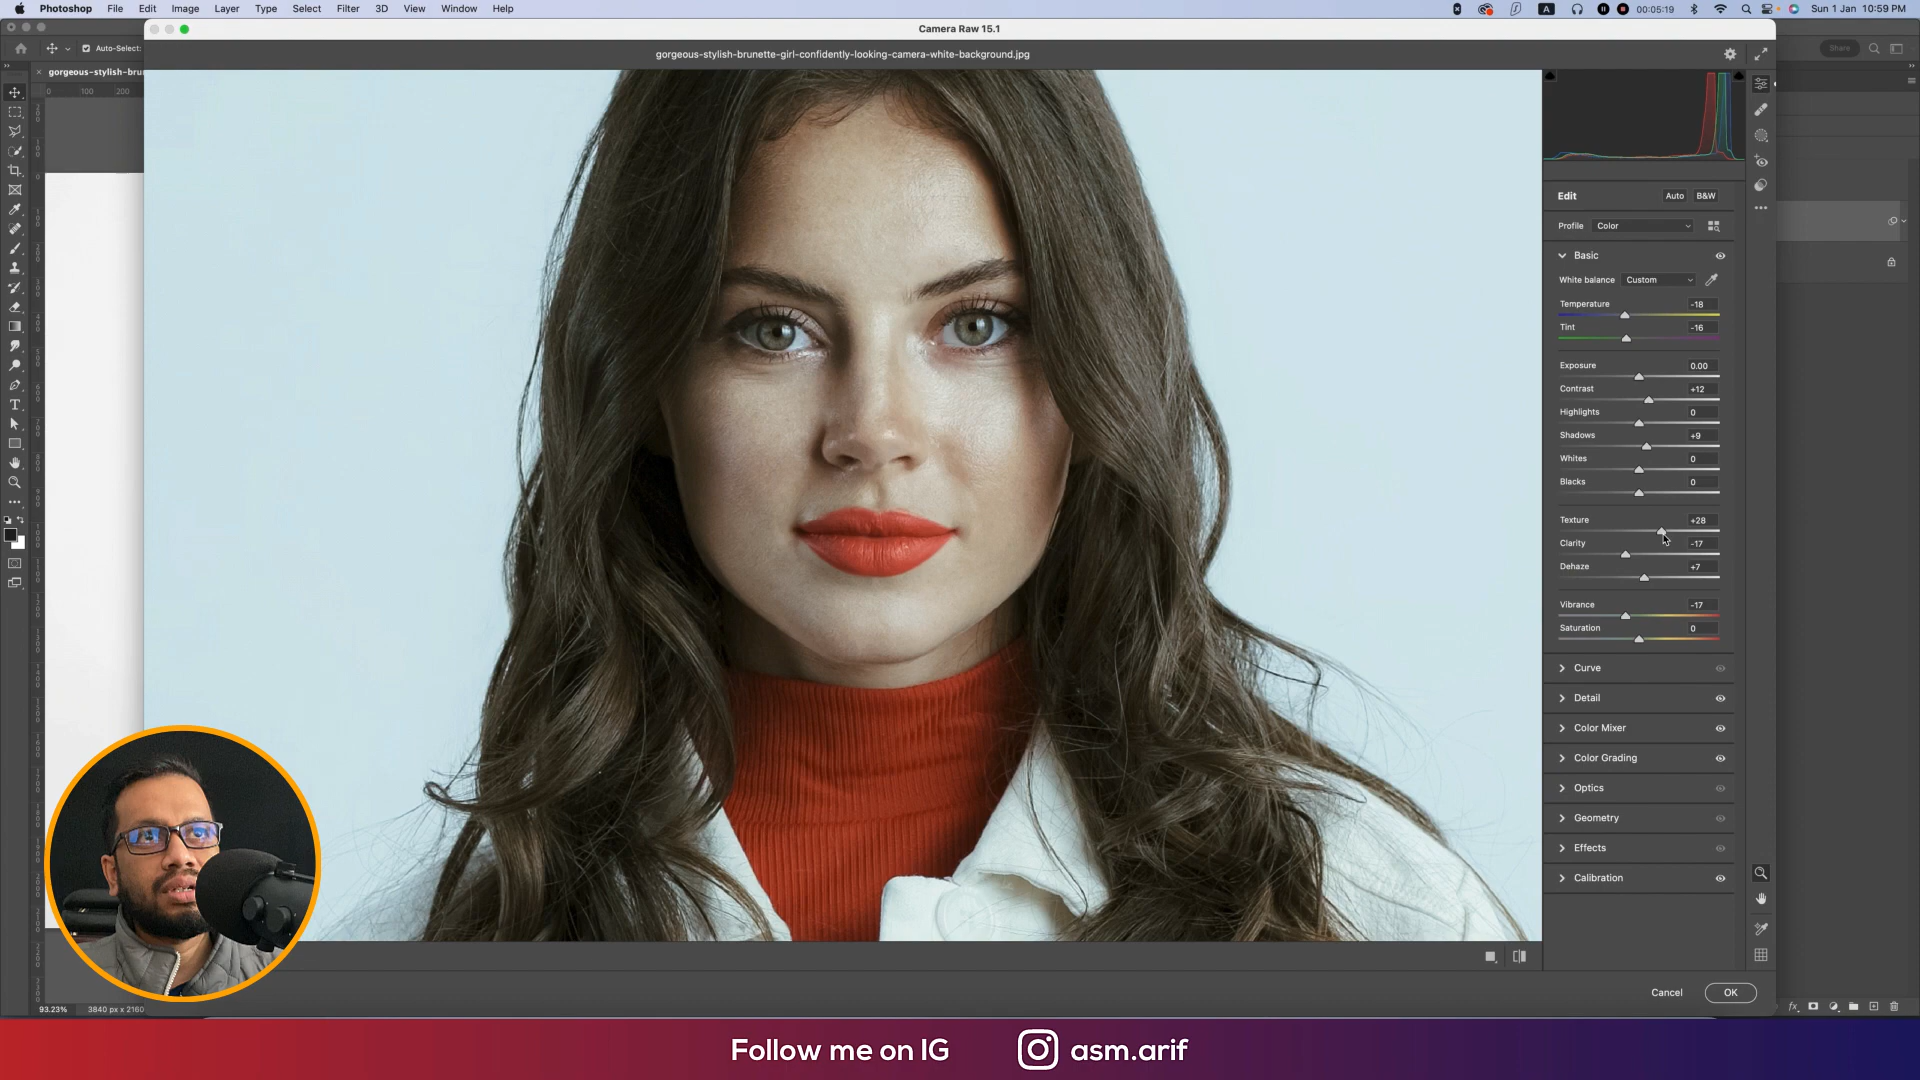 Photoshop File Edit Image Layer Type Select Filter 3D View Window Help
A 00:05:19 Sun 1 Jan 10:59 PM
Camera Raw 15.1
Auto-Select:
Share
gorgeous-stylish-brunette-girl-confidently-looking-camera-white-background.jpg
gorgeous-stylish-bru
0 100 200
Edit Auto B&W
Profile Color
Basic
White balance Custom
Temperature -18
Tint -16
Exposure 0.00
Contrast +12
Highlights 0
Shadows +9
Whites 0
Blacks 0
Texture +28
Clarity -17
Dehaze +7
Vibrance -17
Saturation 0
Curve
Detail
Color Mixer
Color Grading
Optics
Geometry
Effects
Calibration
Cancel OK
93.23% 3840 px x 2160
fx
Follow me on IG asm.arif